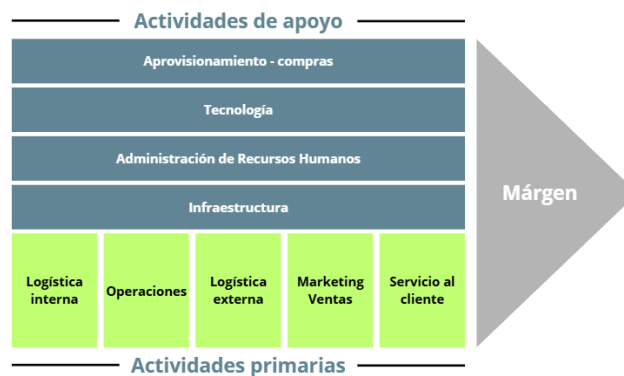 Actividades de apoyo
Aprovisionamiento - compras
Tecnología
Administración de Recursos Humanos
Infraestructura
Márgen
Logística
interna
Operaciones
Logística
externa
Marketing
Ventas
Servicio al
cliente
Actividades primarias